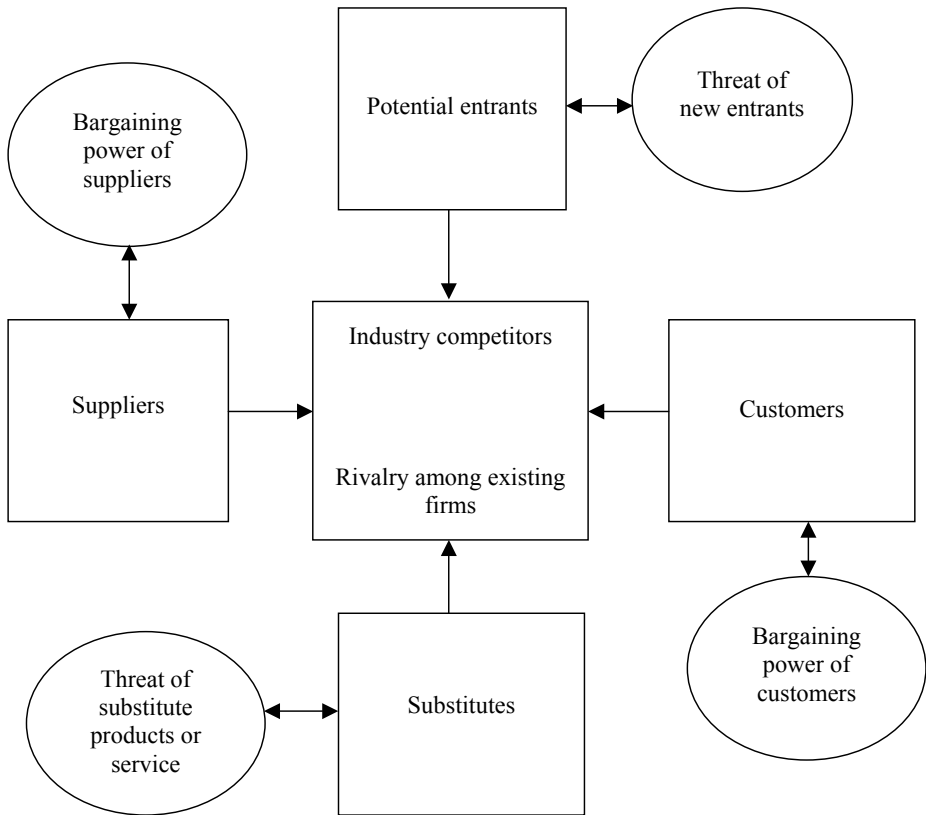 Potential entrants
Threat of
new entrants
Bargaining
power of
suppliers
Industry competitors
Rivalry among existing
firms
Suppliers
Customers
Substitutes
Threat of
substitute
products or
service
Bargaining
power of
customers